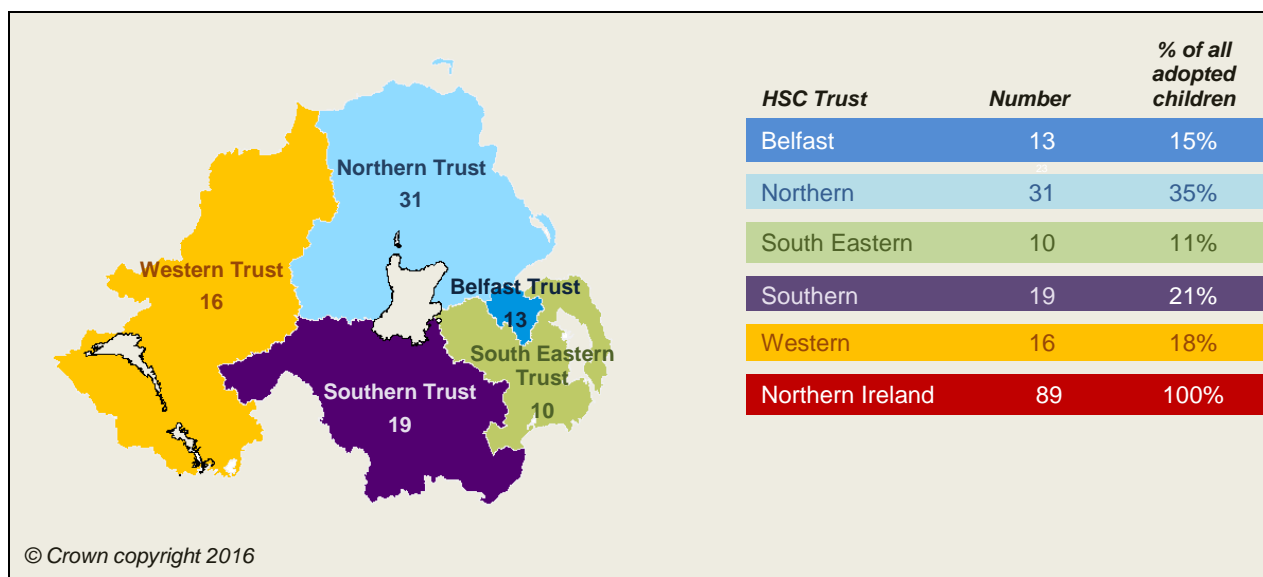 Northern Trust
31
Western Trust
16
Belfast Trust
13
South Eastern
Trust
10
Southern Trust
19
© Crown copyright 2016
HSC Trust Number % of all
adopted
children
Belfast 13 15%
23
Northern 31 35%
South Eastern 10 11%
Southern 19 21%
Western 16 18%
Northern Ireland 89 100%